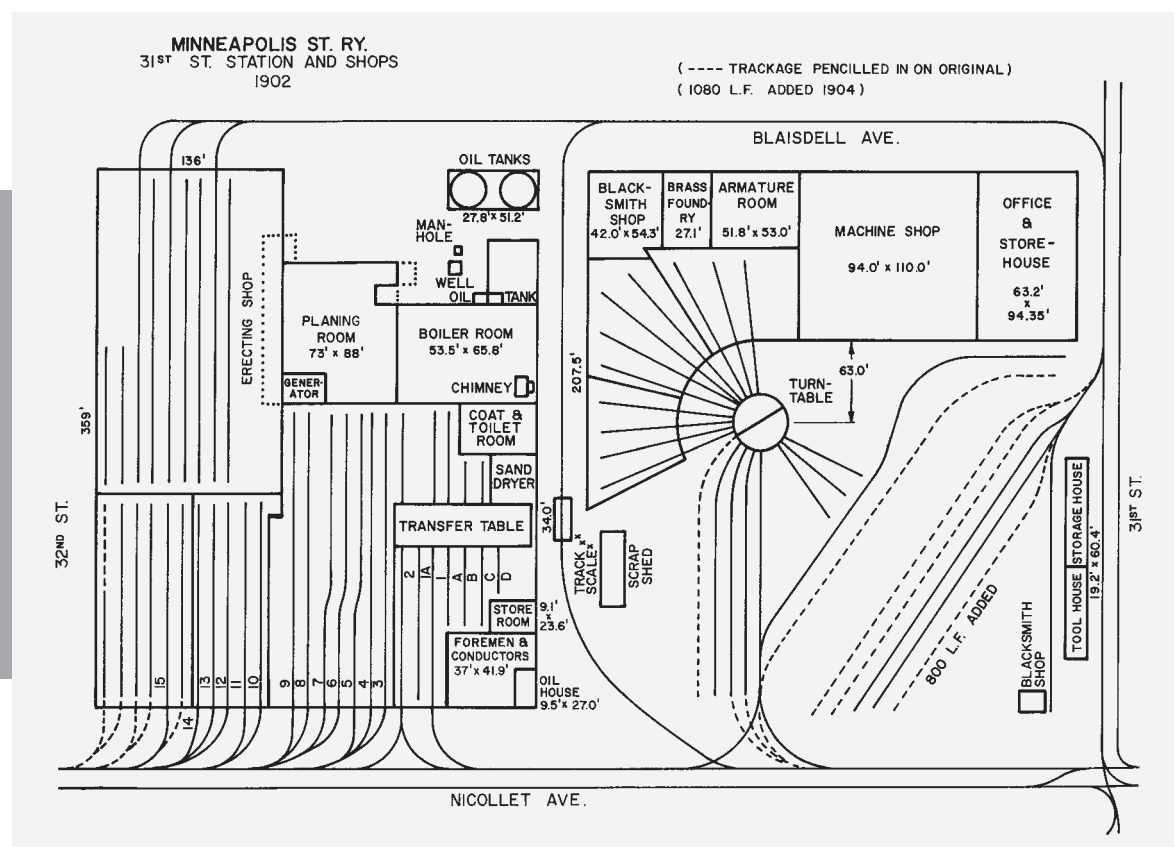 MINNEAPOLIS ST. RY.
31ST ST. STATION AND SHOPS
1902
(---- TRACKAGE PENCILLED IN ON ORIGINAL)
(1080 L.F. ADDED 1904)
BLAISDELL AVE.
136'
OIL TANKS
27.8' x 51.2'
MAN-
HOLE
WELL
OIL TANK
ERECTING SHOP
PLANING
ROOM
73' x 88'
BOILER ROOM
53.5' x 65.8'
GENER-
ATOR
CHIMNEY
COAT &
TOILET
ROOM
SAND
DRYER
359'
32ND ST.
TRANSFER TABLE
34.0'
2
1A
1
A
B
C
D
STORE
ROOM
9.1'
x
23.6'
FOREMEN &
CONDUCTORS
37' x 41.9'
OIL
HOUSE
9.5' x 27.0'
15
14
13
12
11
10
9
8
7
6
5
4
3
BLACK-
SMITH
SHOP
42.0' x 54.3'
BRASS
FOUND-
RY
27.1'
ARMATURE
ROOM
51.8' x 53.0'
MACHINE SHOP
94.0' x 110.0'
OFFICE
&
STORE-
HOUSE
63.2'
x
94.35'
207.5'
TURN-
TABLE
63.0'
TRACK
SCALE
x
x
SCRAP
SHED
800 L.F. ADDED
BLACKSMITH
SHOP
TOOL HOUSE
STORAGE HOUSE
19.2' x 60.4'
31ST ST.
NICOLLET AVE.